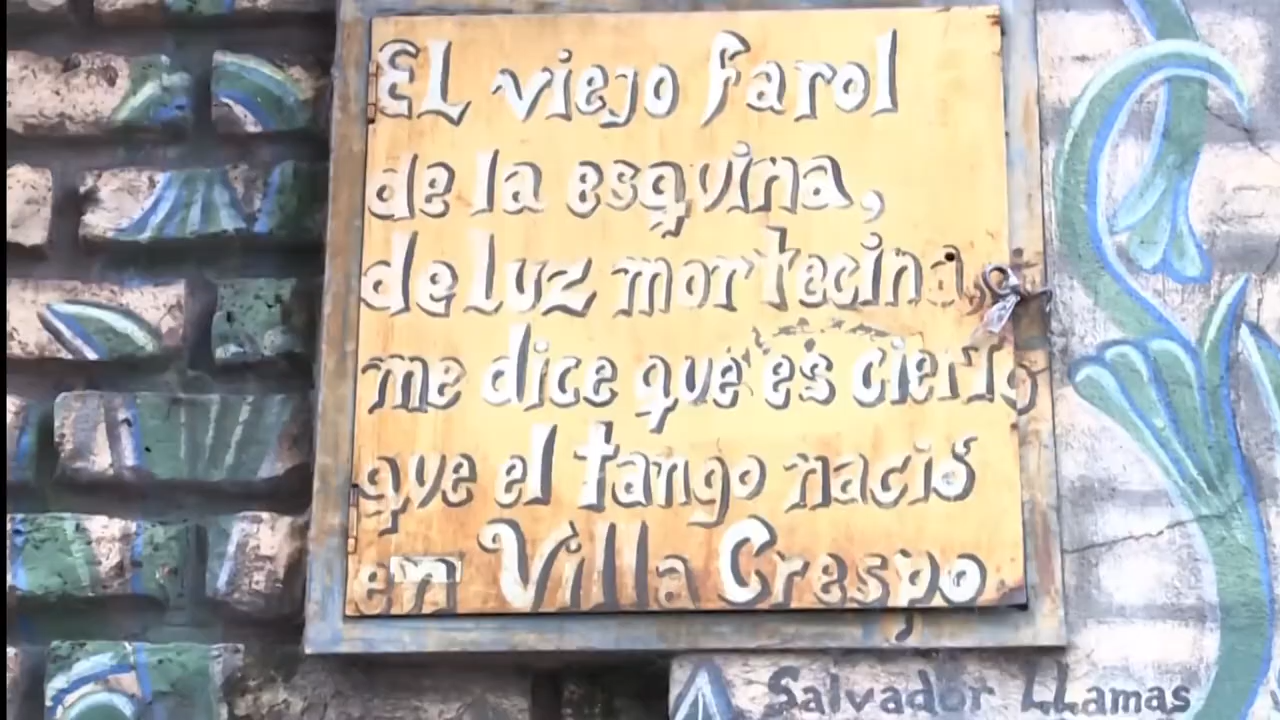 EL viejo farol
de la esquina,
de luz mortecina,
me dice que es cierto
que el tango nació
en Villa Crespo
Salvador LLamas